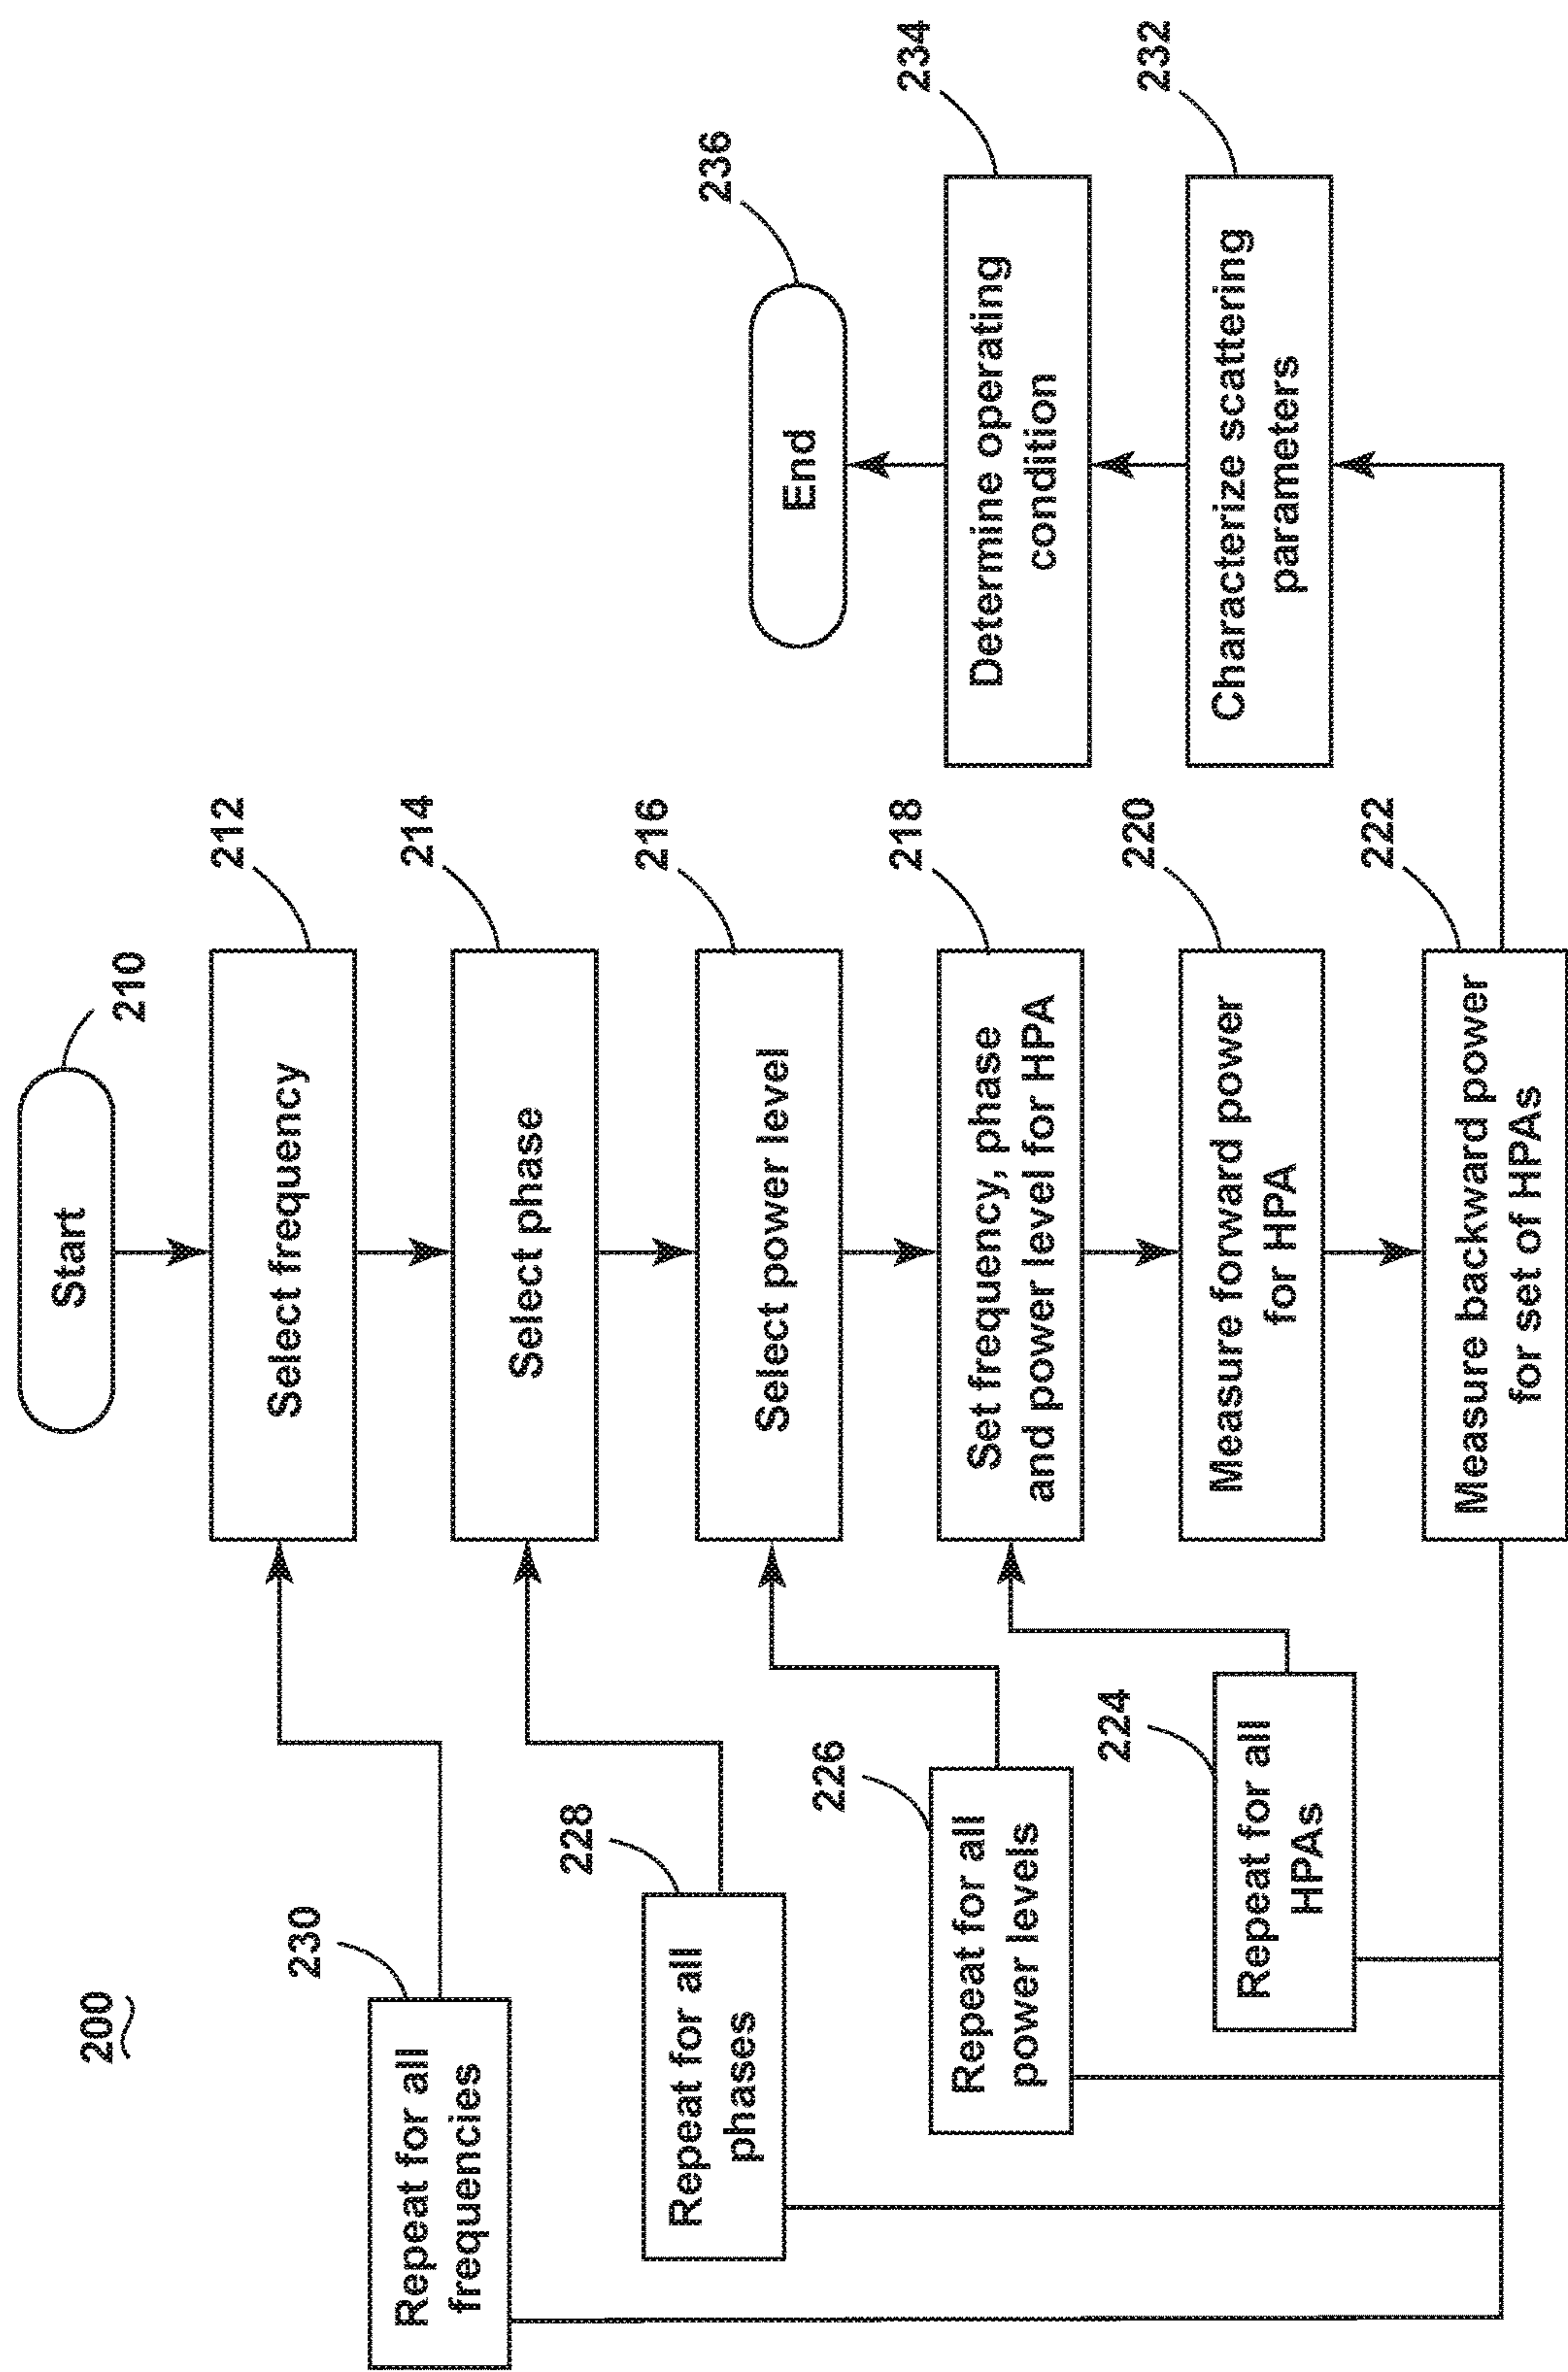 200
Start
210
Select frequency
212
Select phase
214
Select power level
216
Set frequency, phase
and power level for HPA
218
Measure forward power
for HPA
220
Measure backward power
for set of HPAs
222
Repeat for all
HPAs
224
Repeat for all
power levels
226
Repeat for all
phases
228
Repeat for all
frequencies
230
Characterize scattering
parameters
232
Determine operating
condition
234
End
236